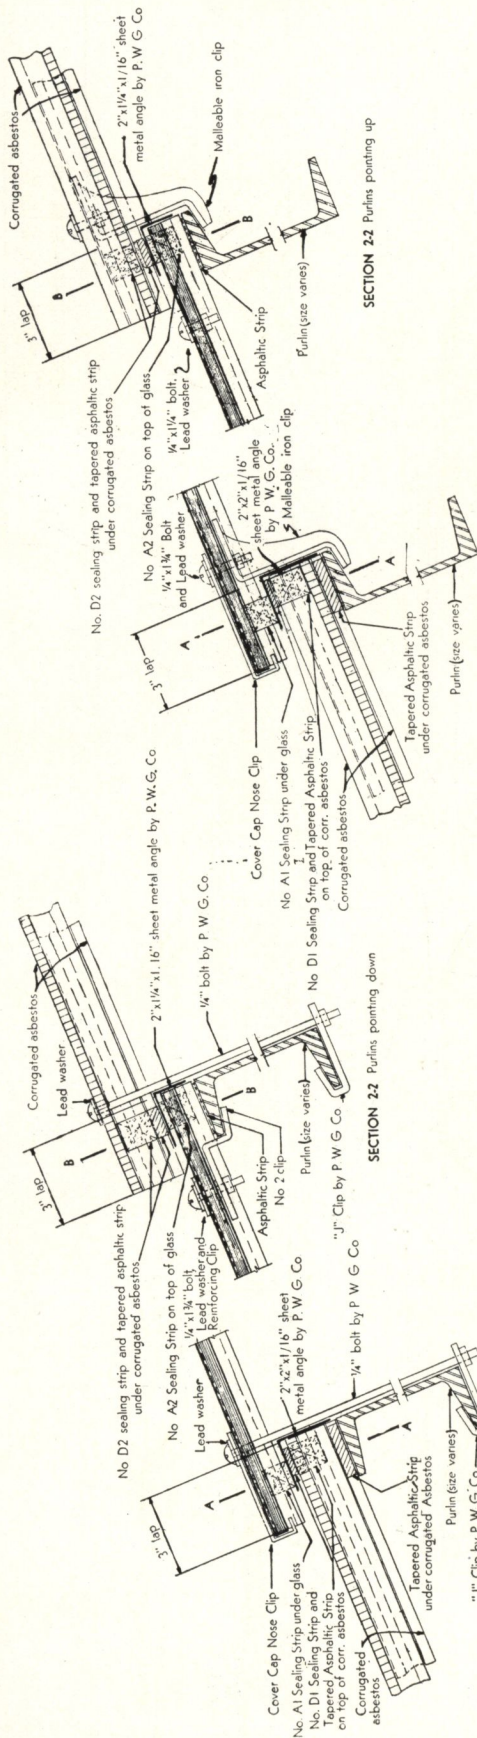 Corrugated asbestos
3" lap
B
2"x1¼"x1/16" sheet
metal angle by P. W G Co
Malleable iron clip
B
No. D2 sealing strip and tapered asphaltic strip
under corrugated asbestos
No A2 Sealing Strip on top of glass
¼"x1¼" bolt,
Lead washer
Asphaltic Strip
Purlin (size varies)
SECTION 2-2 Purlins pointing up
¼"x1¾" Bolt
and Lead washer
2"x2"x1/16"
sheet metal angle
by P W. G. Co.
Malleable iron clip
3" lap
A
A
Cover Cap Nose Clip
No A1 Sealing Strip under glass
No D1 Sealing Strip and Tapered Asphaltic Strip
on top of corr. asbestos
Corrugated asbestos
Tapered Asphaltic Strip
under corrugated asbestos
Purlin (size varies)
Corrugated asbestos
Lead washer
3" lap
B
2"x1¼"x1.16" sheet metal angle by P. W. G. Co
¼" bolt by P W G. Co
B
No D2 sealing strip and tapered asphaltic strip
under corrugated asbestos
No A2 Sealing Strip on top of glass
¼"x1¾" bolt,
Lead washer and
Reinforcing Clip
Asphaltic Strip
No 2 clip
Purlin (size varies)
"J" Clip by P W G Co
SECTION 2-2 Purlins pointing down
Lead washer
3" lap
A
2"x2"x1/16" sheet
metal angle by P. W G Co
¼" bolt by P W G Co
A
Cover Cap Nose Clip
No. A1 Sealing Strip under glass
No. D1 Sealing Strip and
Tapered Asphaltic Strip
on top of corr. asbestos
Corrugated
asbestos
Tapered Asphaltic Strip
under corrugated Asbestos
Purlin (size varies)
"J" Clip by P W G Co